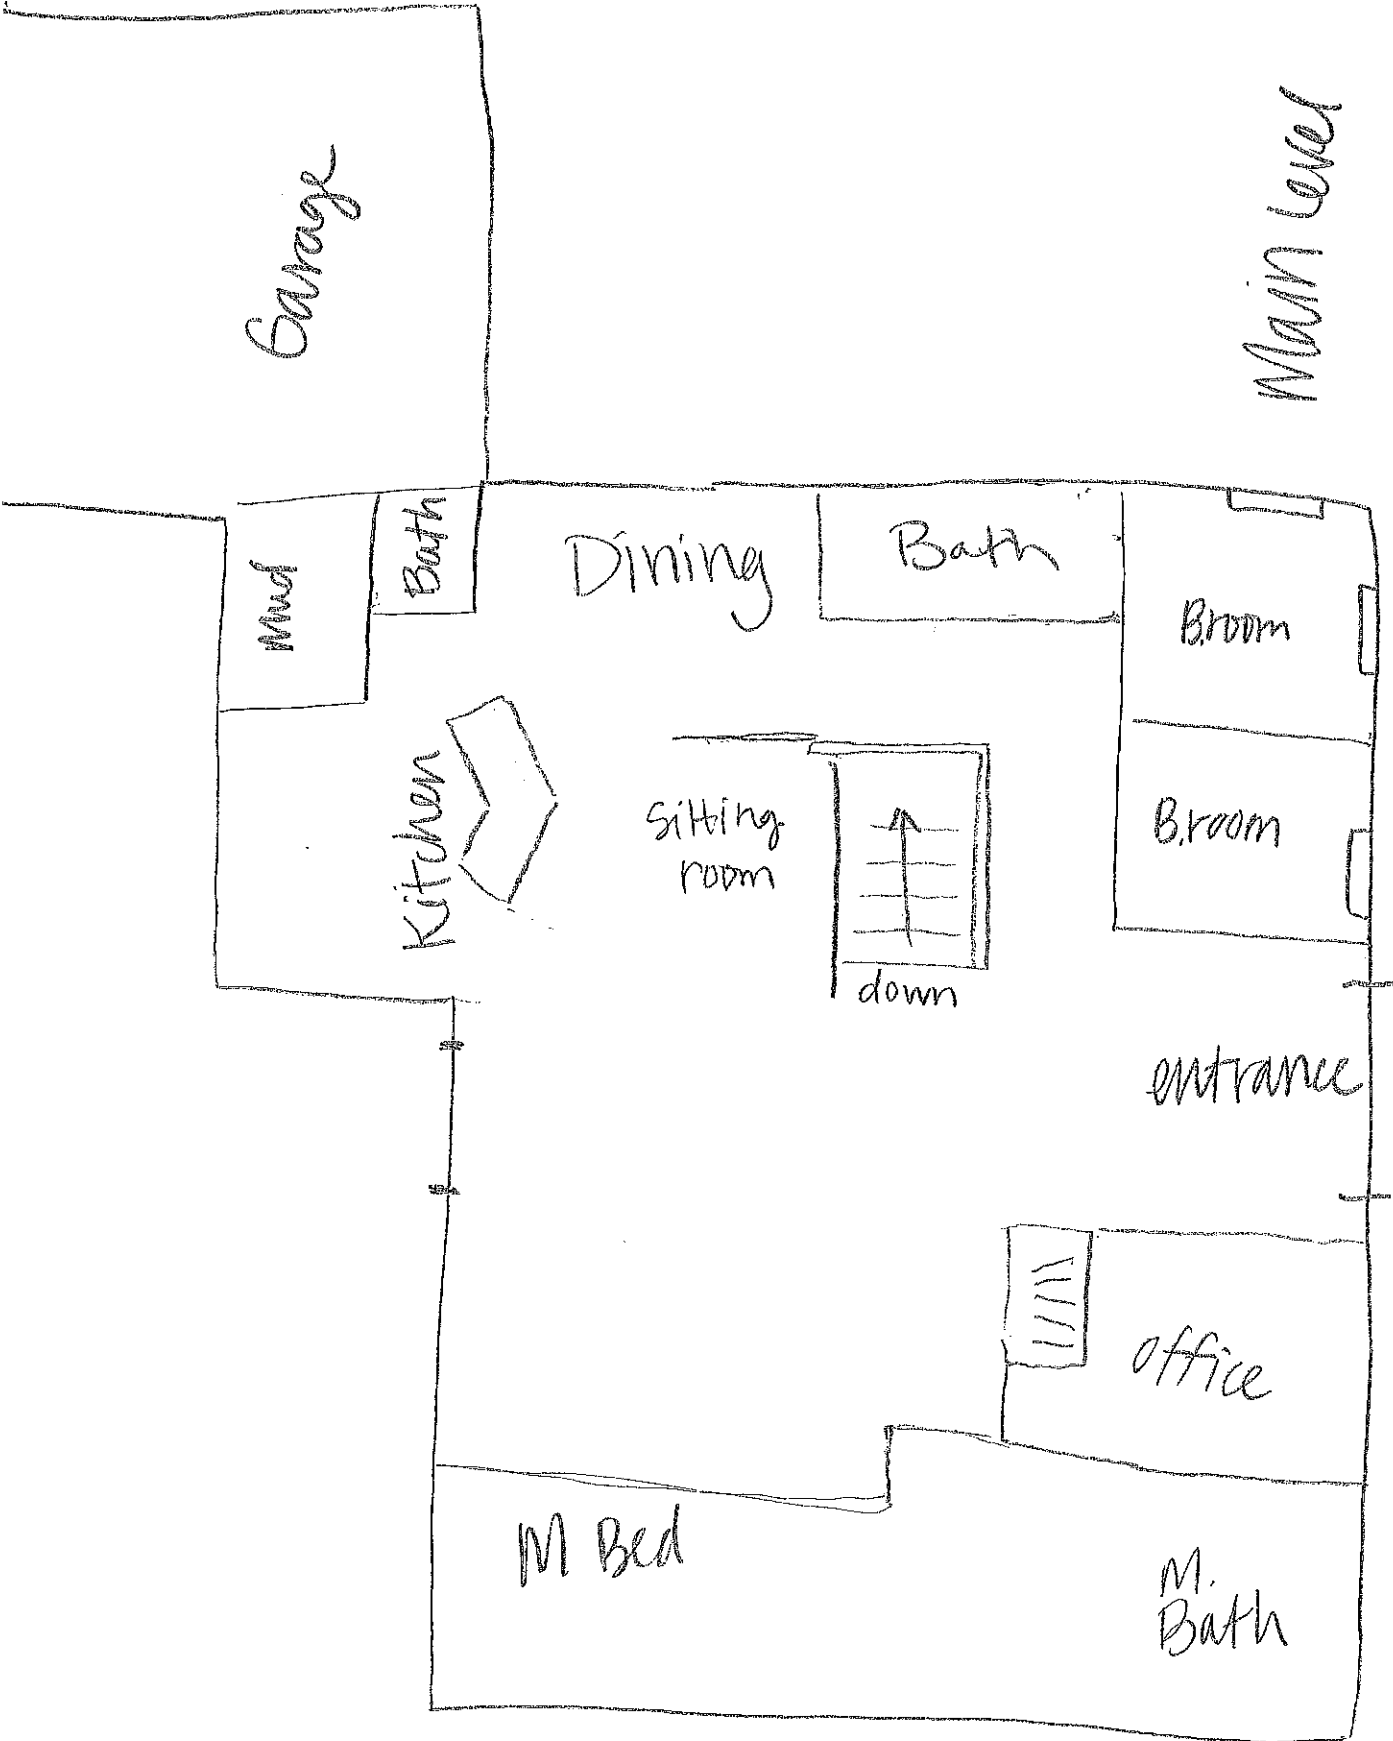 Main Level
Garage
Mud
Bath
Dining
Bath
B.room
Kitchen
Sitting
room
B.room
down
entrance
Office
M Bed
M.
Bath